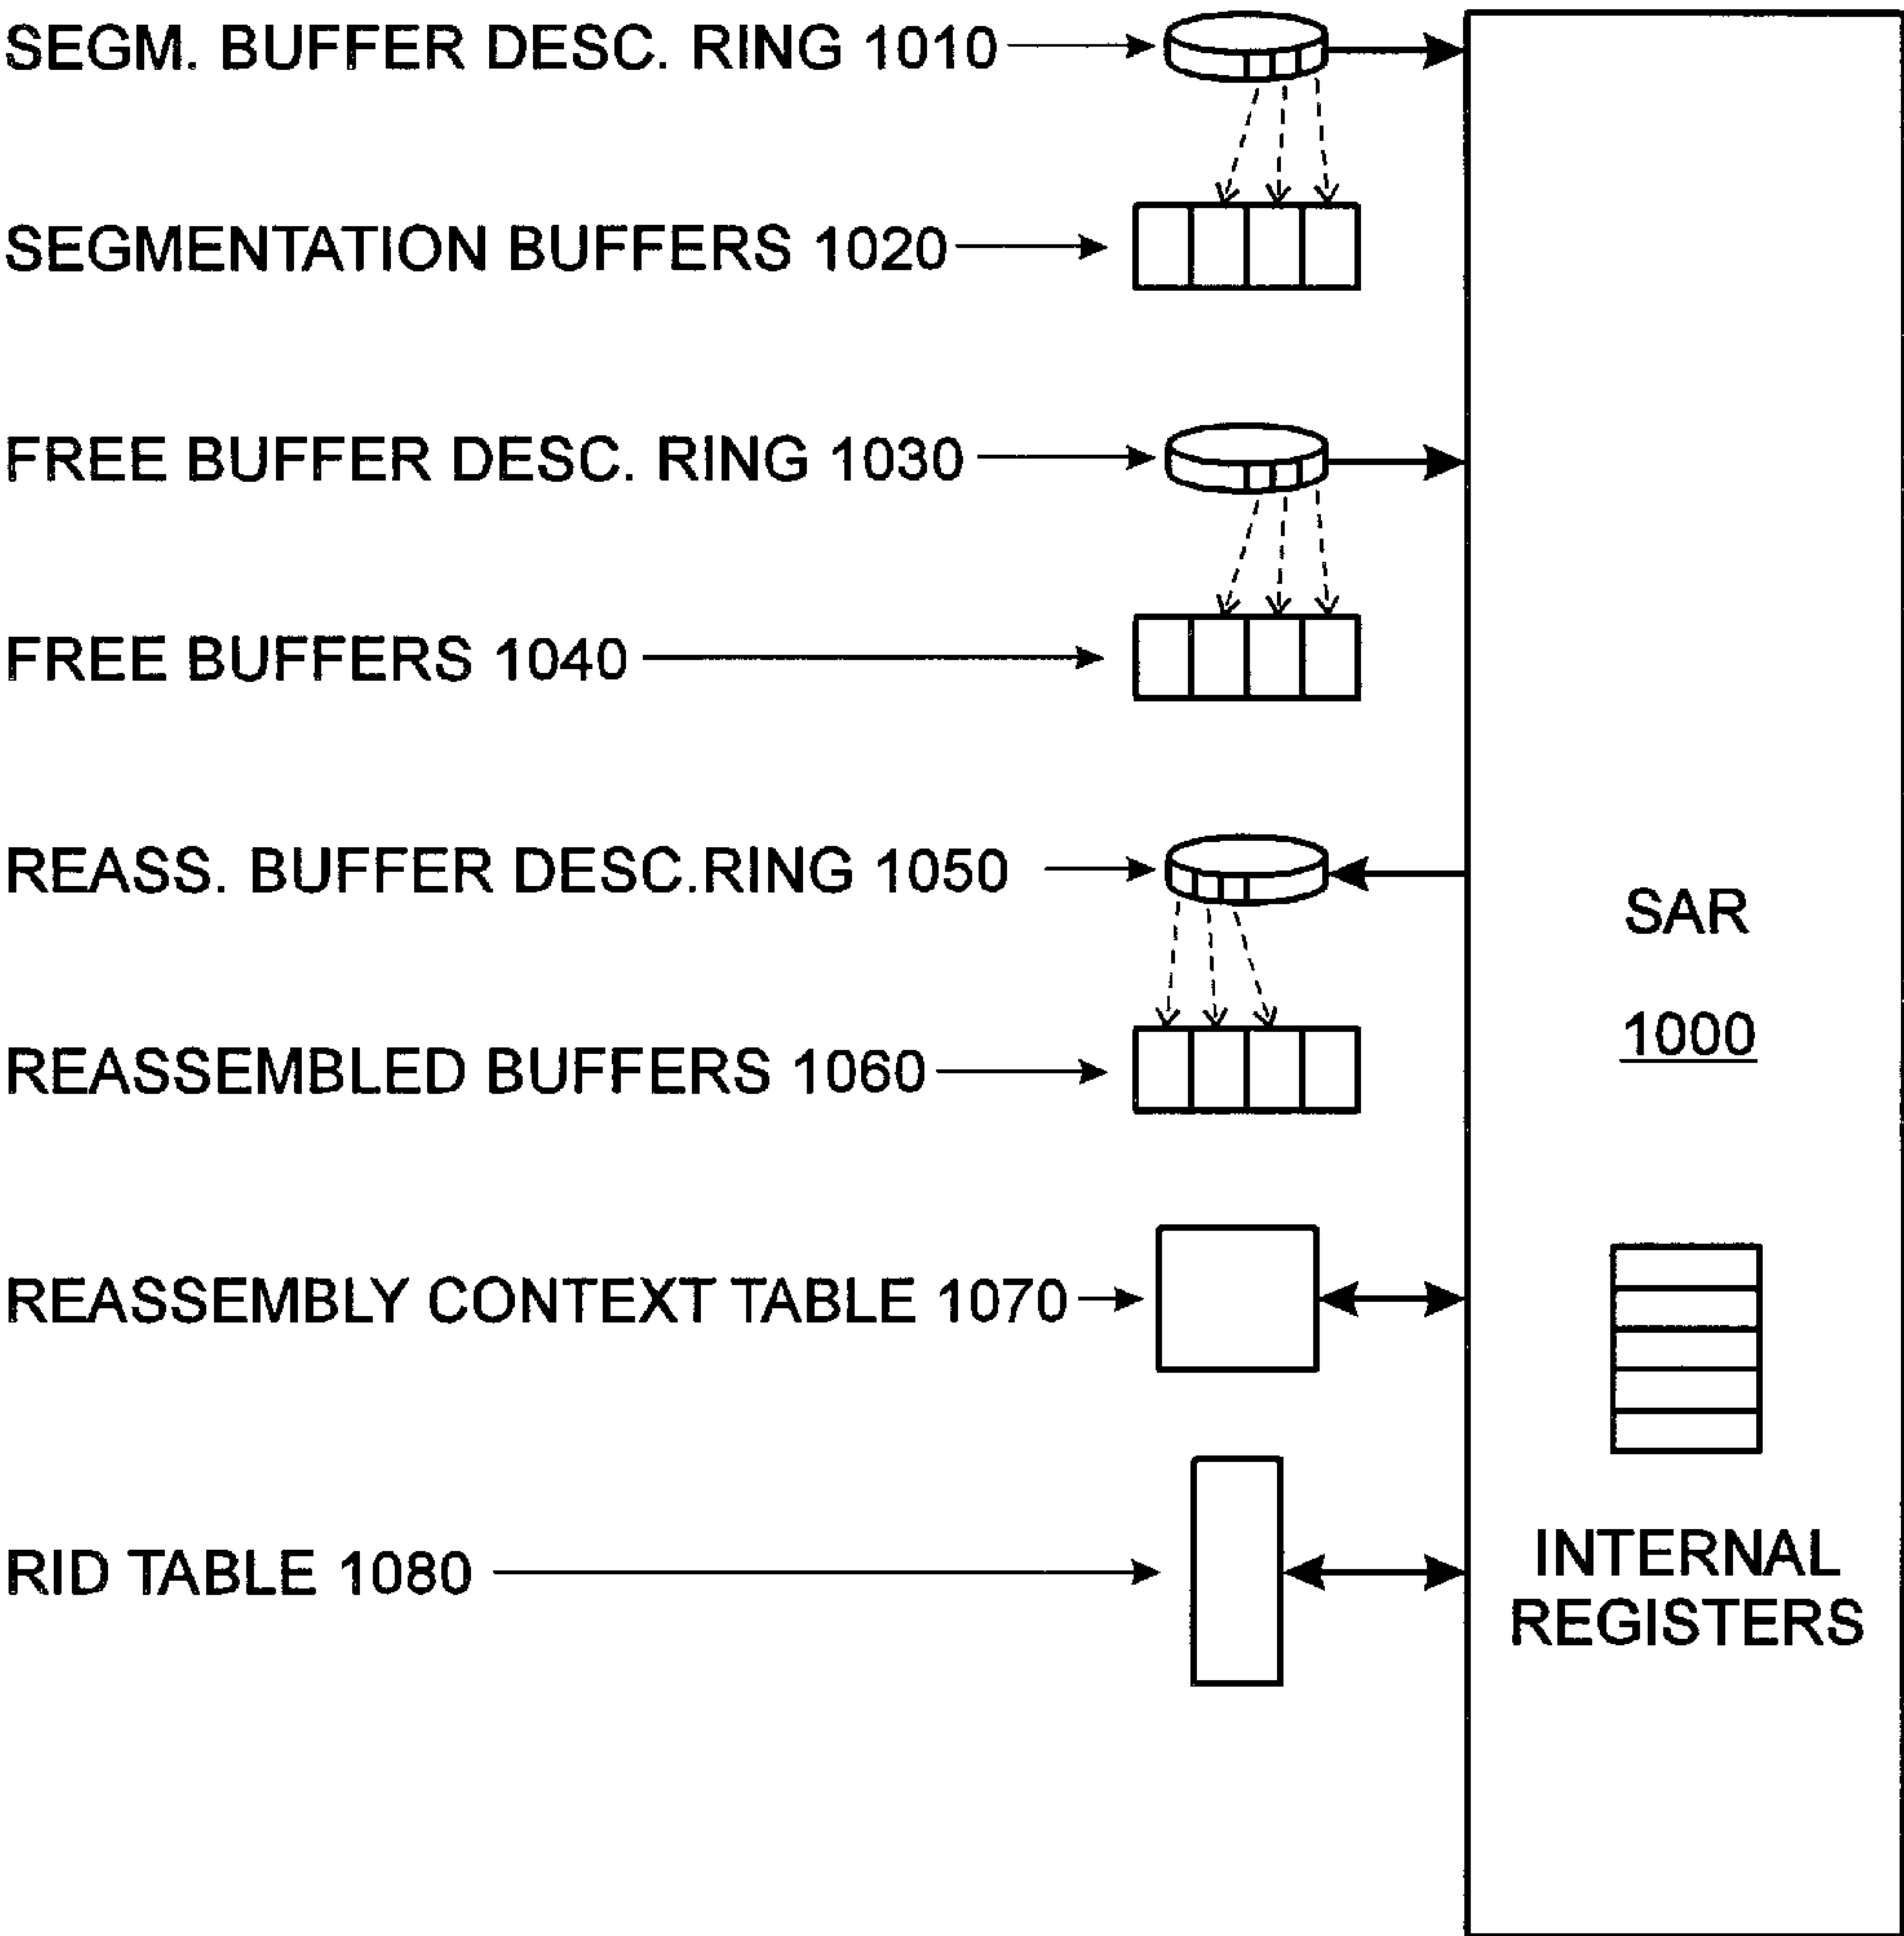 SEGM. BUFFER DESC. RING 1010
SEGMENTATION BUFFERS 1020
FREE BUFFER DESC. RING 1030
FREE BUFFERS 1040
REASS. BUFFER DESC.RING 1050
REASSEMBLED BUFFERS 1060
REASSEMBLY CONTEXT TABLE 1070
RID TABLE 1080
SAR
1000
INTERNAL
REGISTERS